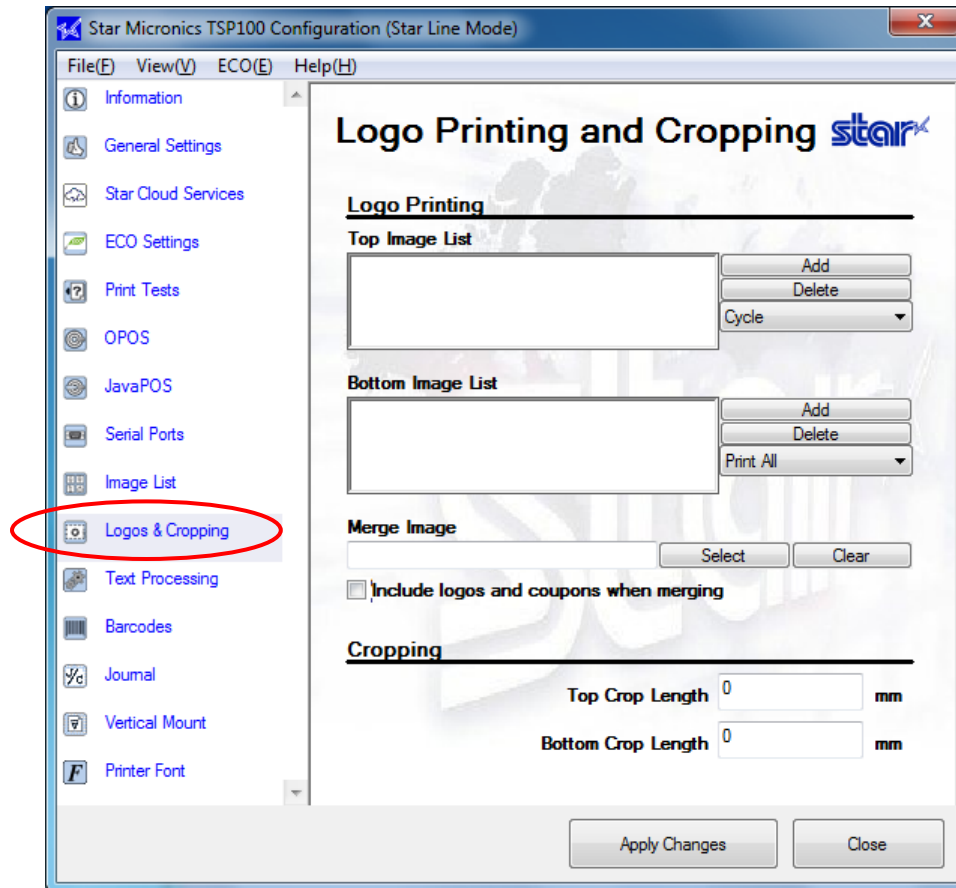 Star Micronics TSP100 Configuration (Star Line Mode)
File(F) View(V) ECO(E) Help(H)
Information
General Settings
Star Cloud Services
ECO Settings
Print Tests
OPOS
JavaPOS
Serial Ports
Image List
Logos & Cropping
Text Processing
Barcodes
Journal
Vertical Mount
Printer Font
Logo Printing and Cropping star
Logo Printing
Top Image List
Add
Delete
Cycle
Bottom Image List
Add
Delete
Print All
Merge Image
Select Clear
Include logos and coupons when merging
Cropping
Top Crop Length 0 mm
Bottom Crop Length 0 mm
Apply Changes Close